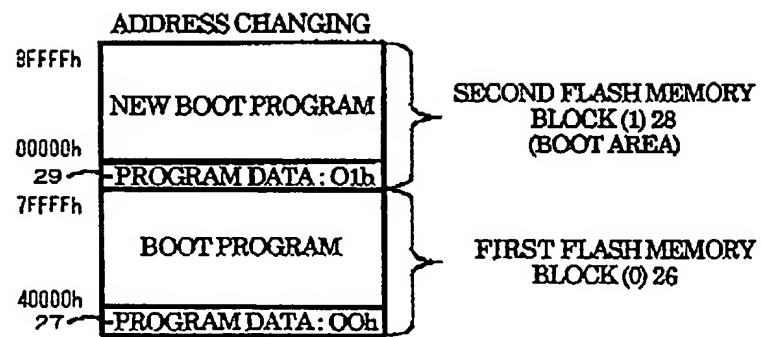 ADDRESS CHANGING
BFFFFh
NEW BOOT PROGRAM
SECOND FLASH MEMORY
BLOCK (1) 28
(BOOT AREA)
80000h
29
PROGRAM DATA : 01h
7FFFFh
BOOT PROGRAM
FIRST FLASH MEMORY
BLOCK (0) 26
40000h
27
PROGRAM DATA : 00h